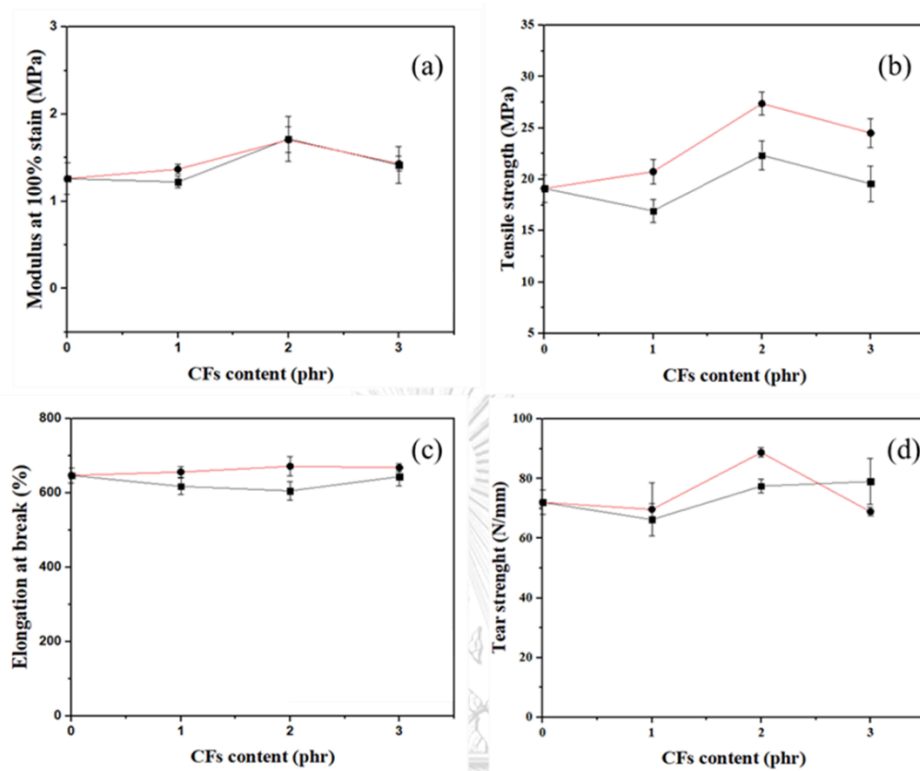 (a)
Modulus at 100% stain (MPa)
3
2
1
0
0 1 2 3
CFs content (phr)
(b)
Tensile strength (MPa)
35
30
25
20
15
10
5
0 1 2 3
CFs content (phr)
(c)
Elongation at break (%)
800
600
400
200
0
0 1 2 3
CFs content (phr)
(d)
Tear strenght (N/mm)
100
80
60
40
20
0
0 1 2 3
CFs content (phr)